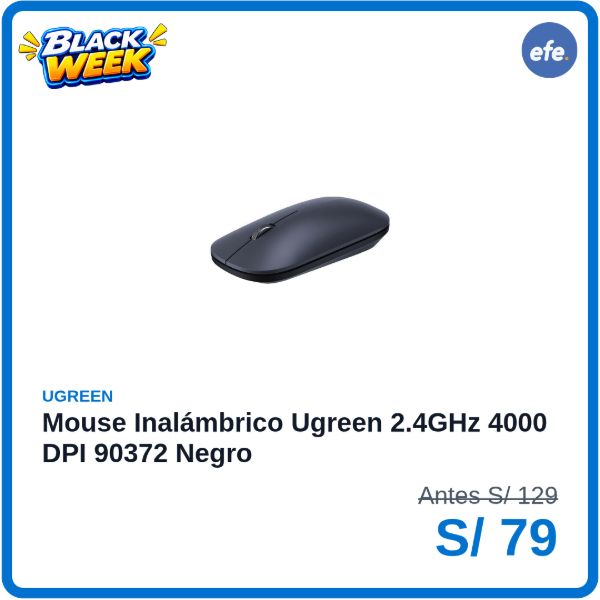 BLACK
WEEK
efe.
UGREEN
Mouse Inalámbrico Ugreen 2.4GHz 4000
DPI 90372 Negro
Antes S/ 129
S/ 79